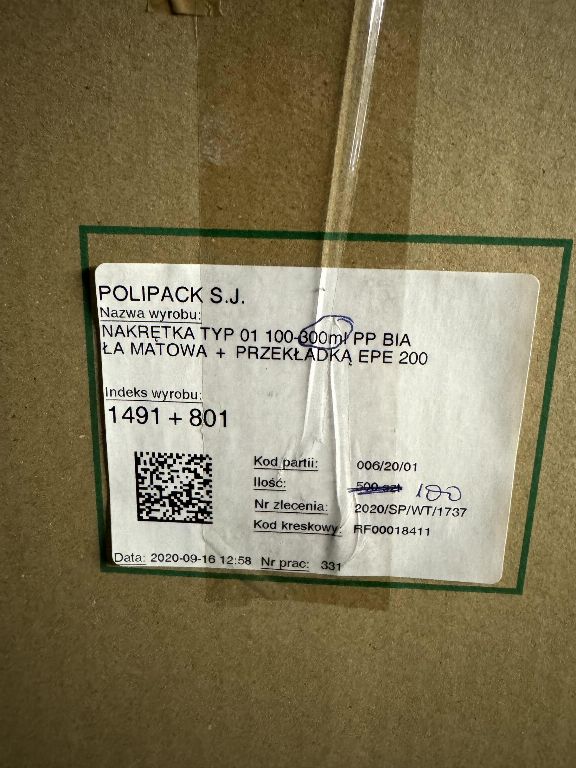 POLIPACK S.J.
Nazwa wyrobu:
NAKRĘTKA TYP 01 100-300ml PP BIA
ŁA MATOWA + PRZEKŁADKĄ EPE 200
Indeks wyrobu:
1491 + 801
Kod partii: 006/20/01
Ilość: 500 szt 180
Nr zlecenia: 2020/SP/WT/1737
Kod kreskowy: RF00018411
Data: 2020-09-16 12:58 Nr prac: 331